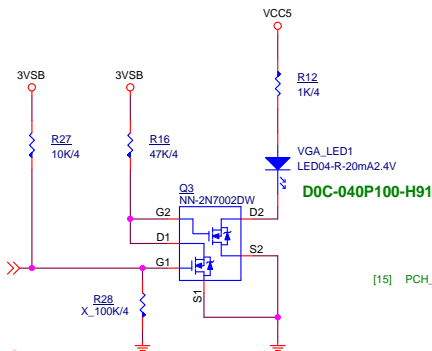 VCC5
3VSB
3VSB
R12
1K/4
R27
10K/4
R16
47K/4
VGA_LED1
LED04-R-20mA2.4V
D0C-040P100-H91
Q3
NN-2N7002DW
G2
D2
D1
S2
G1
S1
R28
X_100K/4
[15] PCH_